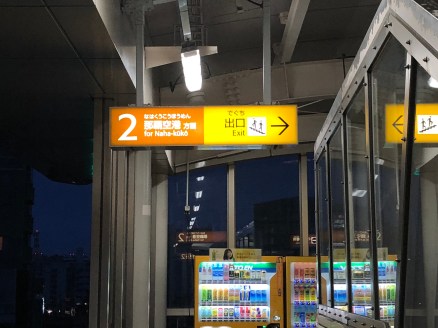 2
なはくうこうほうめん
那覇空港 方面
for Naha-kūkō
でぐち
出口
Exit